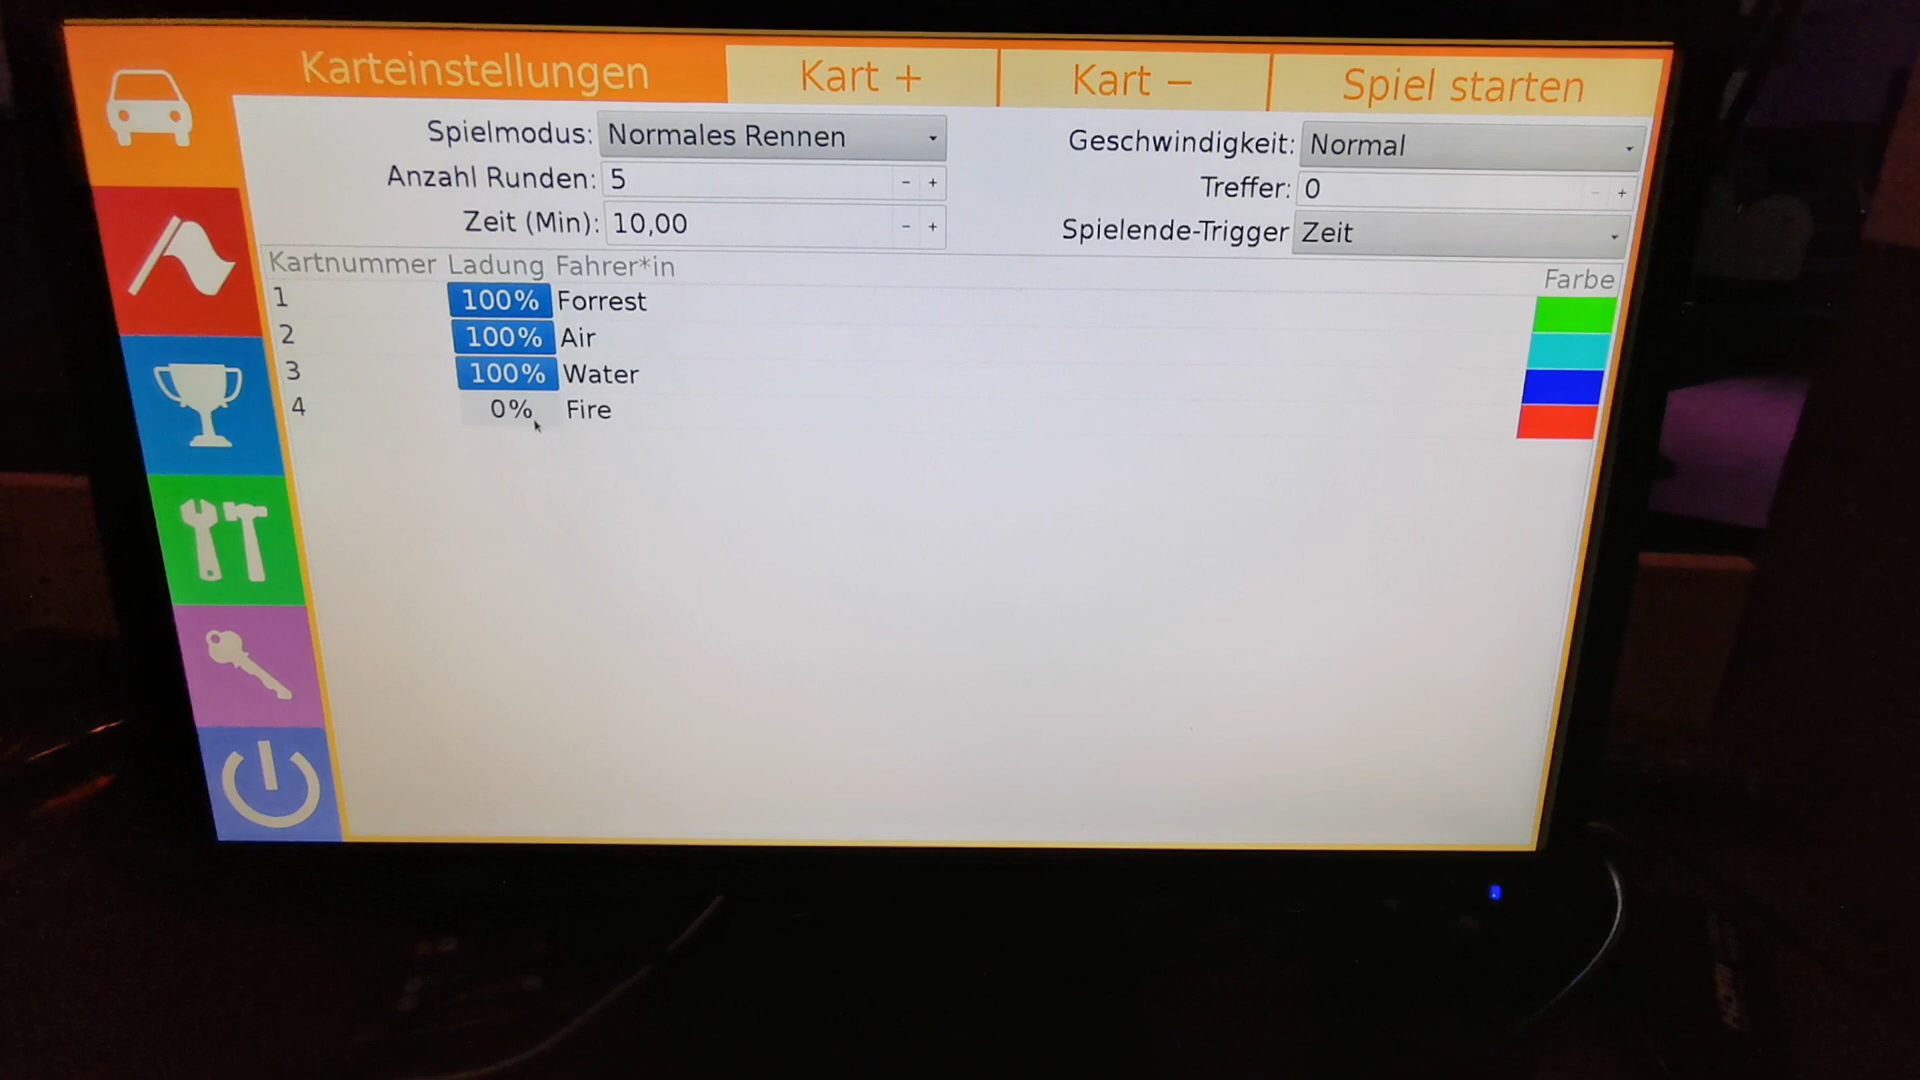 Karteinstellungen Kart + Kart − Spiel starten
Spielmodus: Normales Rennen Geschwindigkeit: Normal
Anzahl Runden: 5 − + Treffer: 0 − +
Zeit (Min): 10,00 − + Spielende-Trigger Zeit
Kartnummer Ladung Fahrer*in Farbe
1 100% Forrest
2 100% Air
3 100% Water
4 0% Fire